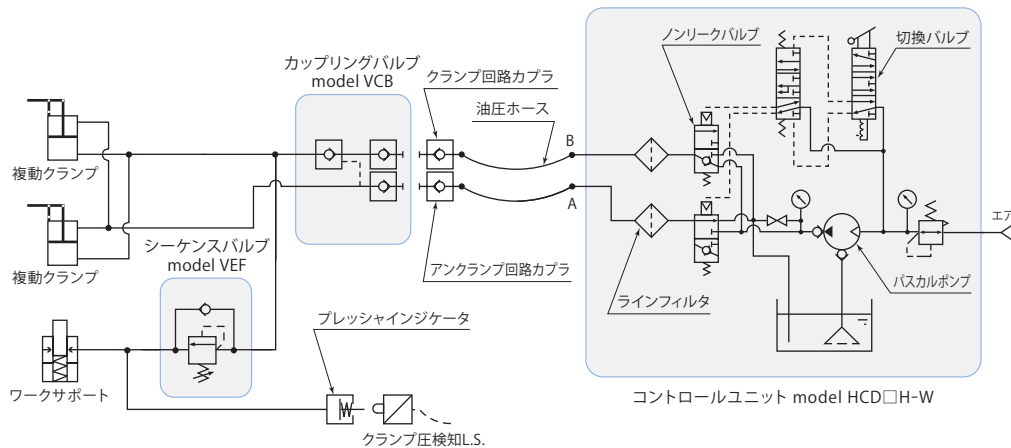 カップリングバルブ
model VCB
クランプ回路カプラ
油圧ホース
B
A
アンクランプ回路カプラ
ノンリークバルブ
切換バルブ
エア
パスカルポンプ
ラインフィルタ
コントロールユニット model HCD□H-W
複動クランプ
複動クランプ
シーケンスバルブ
model VEF
プレッシャインジケータ
ワークサポート
クランプ圧検知L.S.